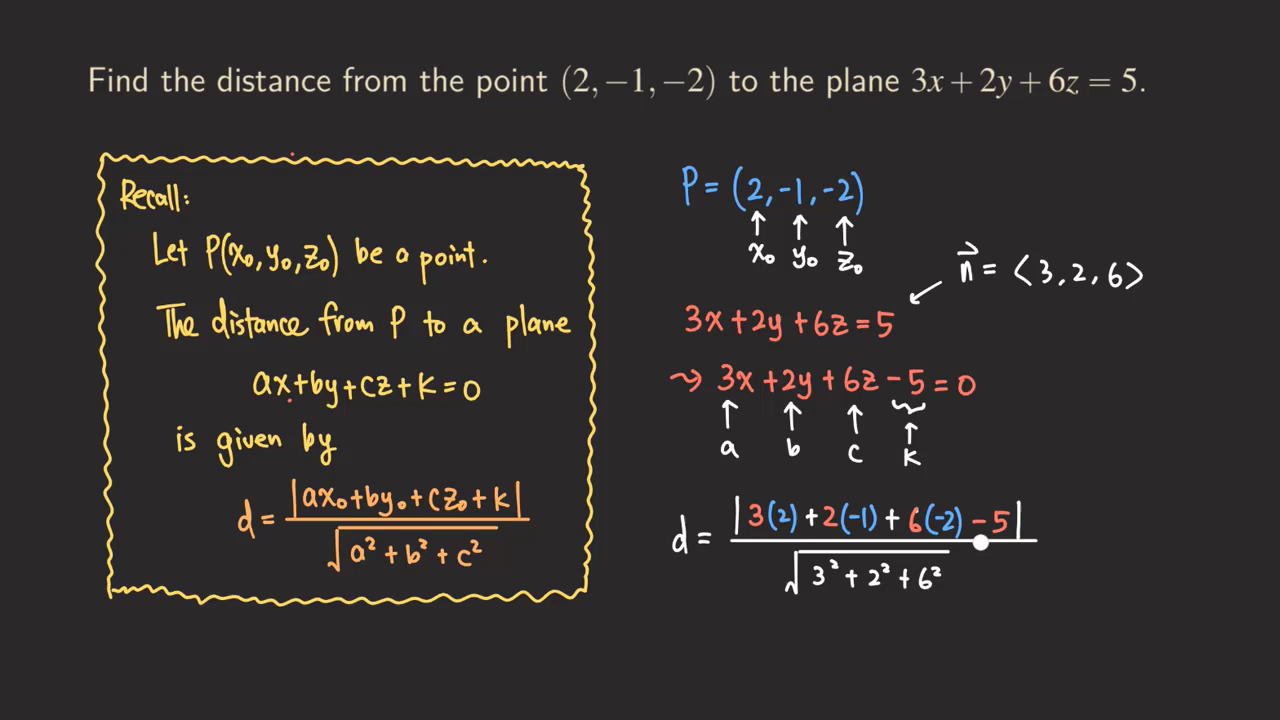 Find the distance from the point (2,−1,−2) to the plane 3x+2y+6z = 5.
Recall:
Let P(x₀,y₀,z₀) be a point.
The distance from P to a plane
ax+by+cz+k=0
is given by
d = |ax₀+by₀+cz₀+k| / √(a²+b²+c²)
P = (2,-1,-2)
x₀ y₀ z₀
n⃗ = ⟨3,2,6⟩
3x+2y+6z=5
⇝ 3x+2y+6z-5=0
a b c k
d = |3(2)+2(-1)+6(-2)-5| / √(3²+2²+6²)